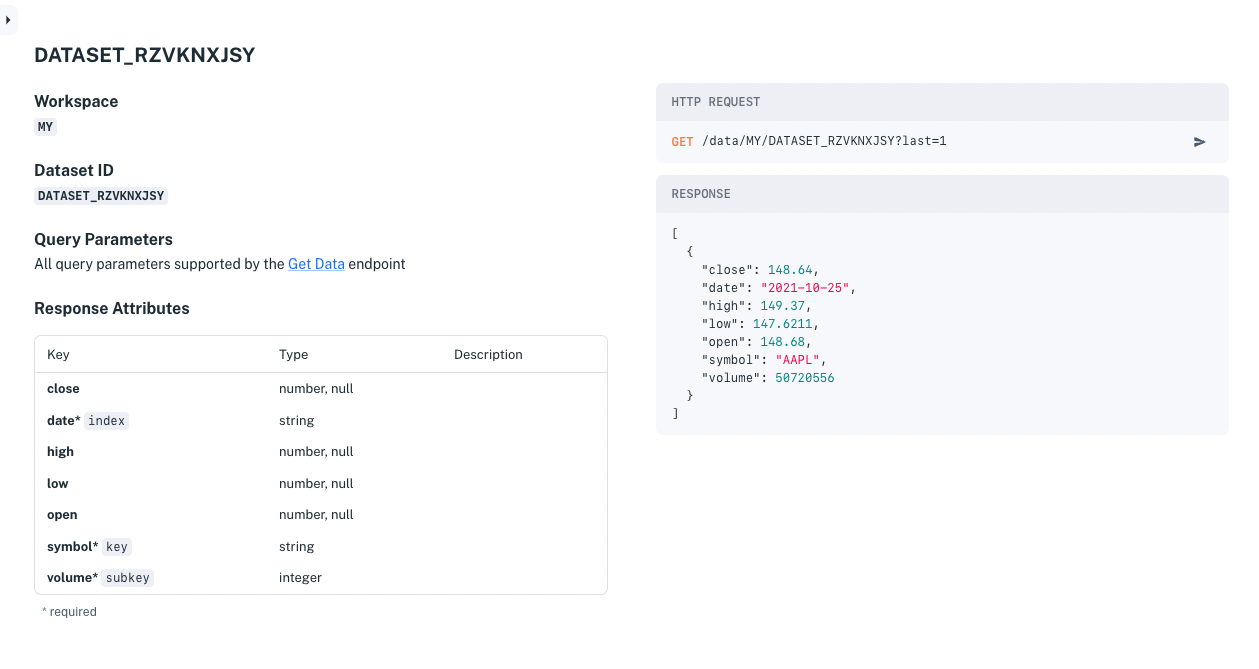 DATASET_RZVKNXJSY
Workspace
MY
Dataset ID
DATASET_RZVKNXJSY
Query Parameters
All query parameters supported by the Get Data endpoint
Response Attributes
Key Type Description
close number, null
date* index string
high number, null
low number, null
open number, null
symbol* key string
volume* subkey integer
* required
HTTP REQUEST
GET /data/MY/DATASET_RZVKNXJSY?last=1
RESPONSE
[
{
"close": 148.64,
"date": "2021-10-25",
"high": 149.37,
"low": 147.6211,
"open": 148.68,
"symbol": "AAPL",
"volume": 50720556
}
]